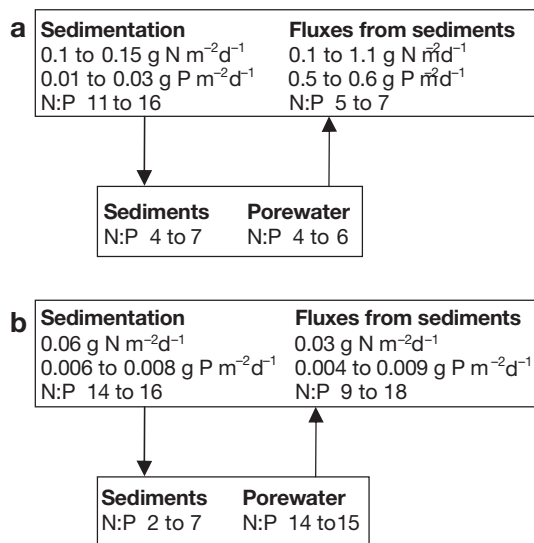 a
Sedimentation Fluxes from sediments
0.1 to 0.15 g N m⁻²d⁻¹ 0.1 to 1.1 g N m⁻²d⁻¹
0.01 to 0.03 g P m⁻²d⁻¹ 0.5 to 0.6 g P m⁻²d⁻¹
N:P 11 to 16 N:P 5 to 7
Sediments Porewater
N:P 4 to 7 N:P 4 to 6
b
Sedimentation Fluxes from sediments
0.06 g N m⁻²d⁻¹ 0.03 g N m⁻²d⁻¹
0.006 to 0.008 g P m⁻²d⁻¹ 0.004 to 0.009 g P m⁻²d⁻¹
N:P 14 to 16 N:P 9 to 18
Sediments Porewater
N:P 2 to 7 N:P 14 to15